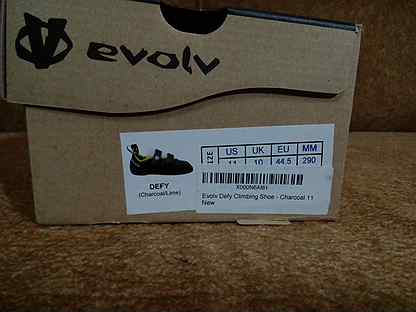 evolv
DEFY
(Charcoal/Lime)
SIZE
US UK EU MM
11 10 44.5 290
X000N6AI81
Evolv Defy Climbing Shoe - Charcoal 11
New